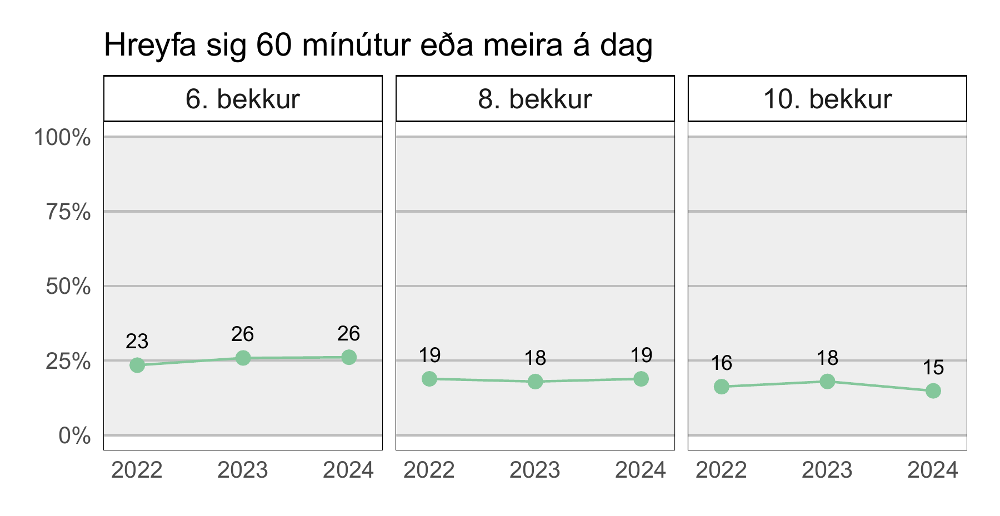 Hreyfa sig 60 mínútur eða meira á dag
6. bekkur 8. bekkur 10. bekkur
100%
75%
50%
25%
0%
23 26 26 19 18 19 16 18 15
2022 2023 2024 2022 2023 2024 2022 2023 2024